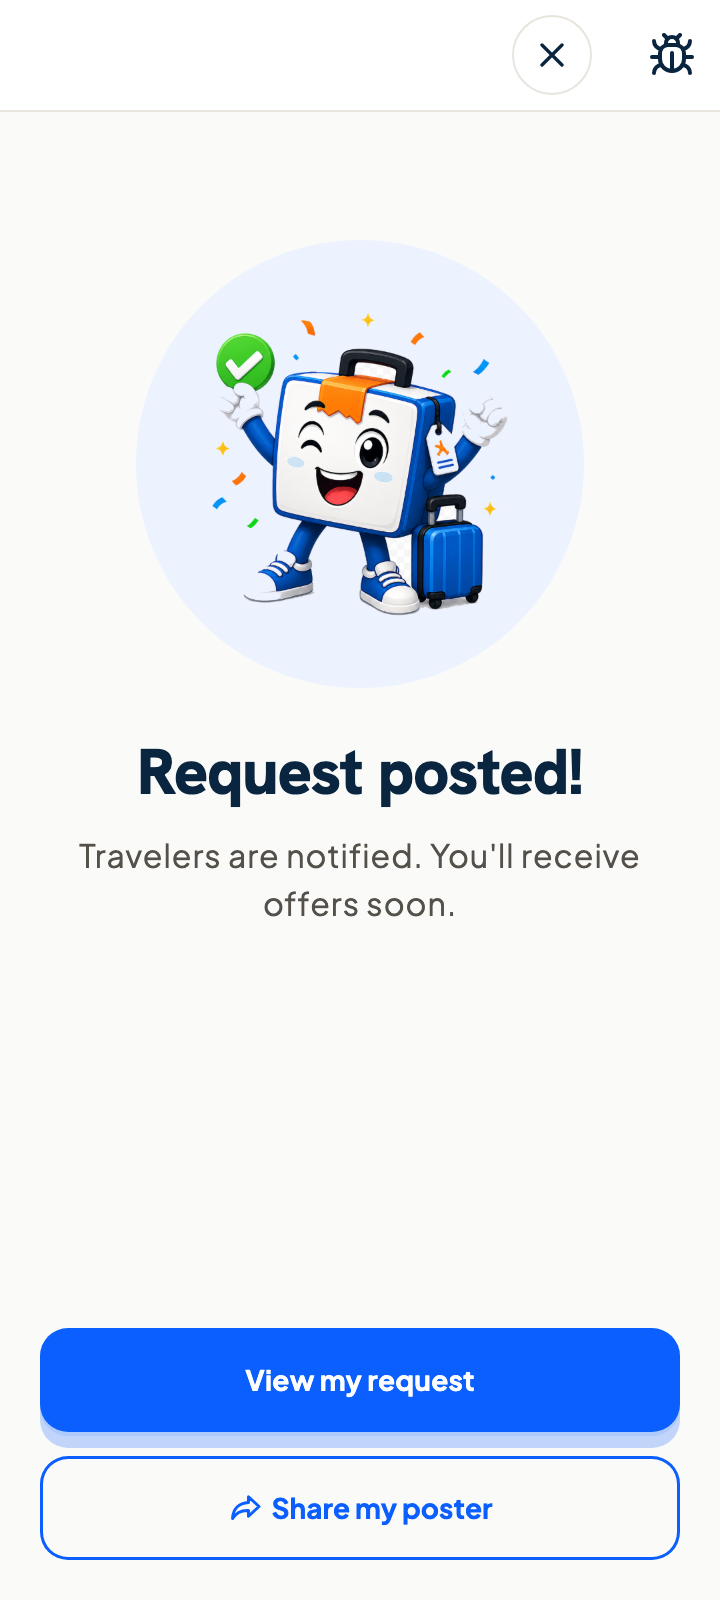 Request posted!
Travelers are notified. You'll receive
offers soon.
View my request
Share my poster